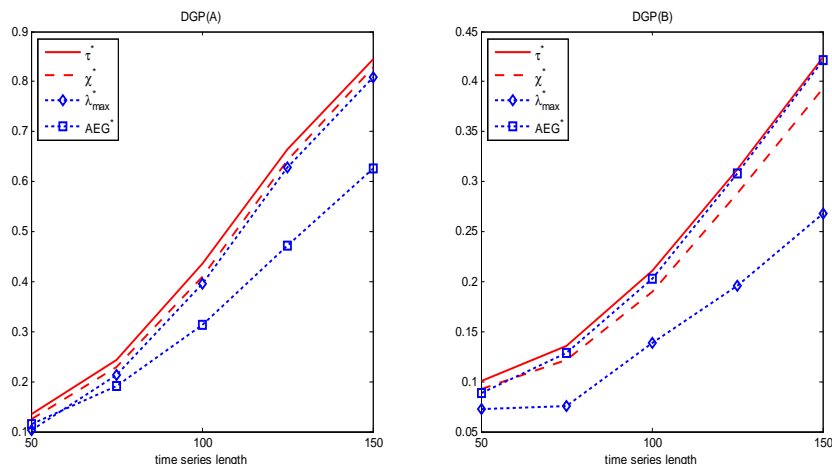 DGP(A)
0.9
0.8
0.7
0.6
0.5
0.4
0.3
0.2
0.1
50
100
150
time series length
τ*
χ*
λ*max
AEG*
DGP(B)
0.45
0.4
0.35
0.3
0.25
0.2
0.15
0.1
0.05
50
100
150
time series length
τ*
χ*
λ*max
AEG*